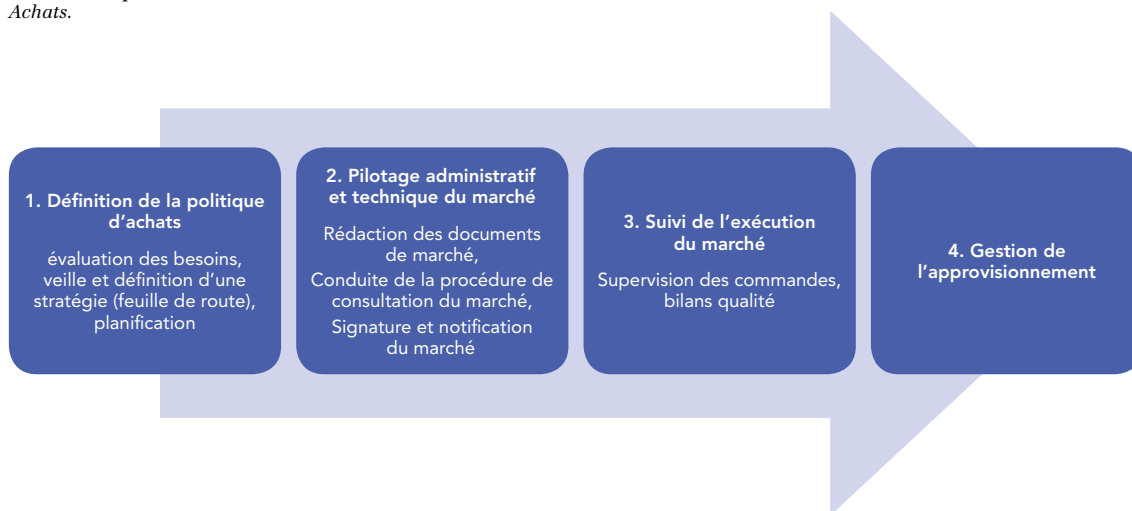 Achats.
1. Définition de la politique
d'achats
évaluation des besoins,
veille et définition d'une
stratégie (feuille de route),
planification
2. Pilotage administratif
et technique du marché
Rédaction des documents
de marché,
Conduite de la procédure de
consultation du marché,
Signature et notification
du marché
3. Suivi de l'exécution
du marché
Supervision des commandes,
bilans qualité
4. Gestion de
l'approvisionnement